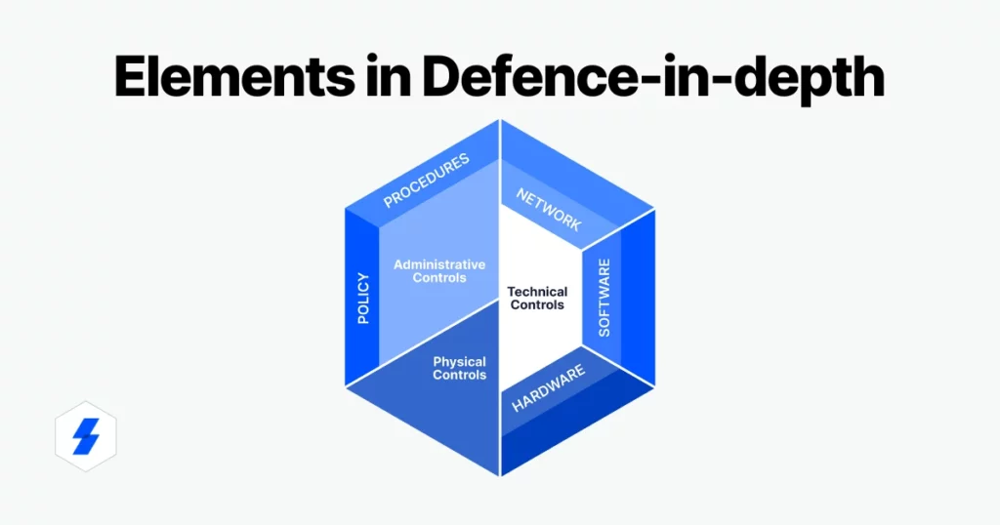 Elements in Defence-in-depth
PROCEDURES
NETWORK
Administrative
Controls
POLICY
Technical
Controls
SOFTWARE
Physical
Controls
HARDWARE